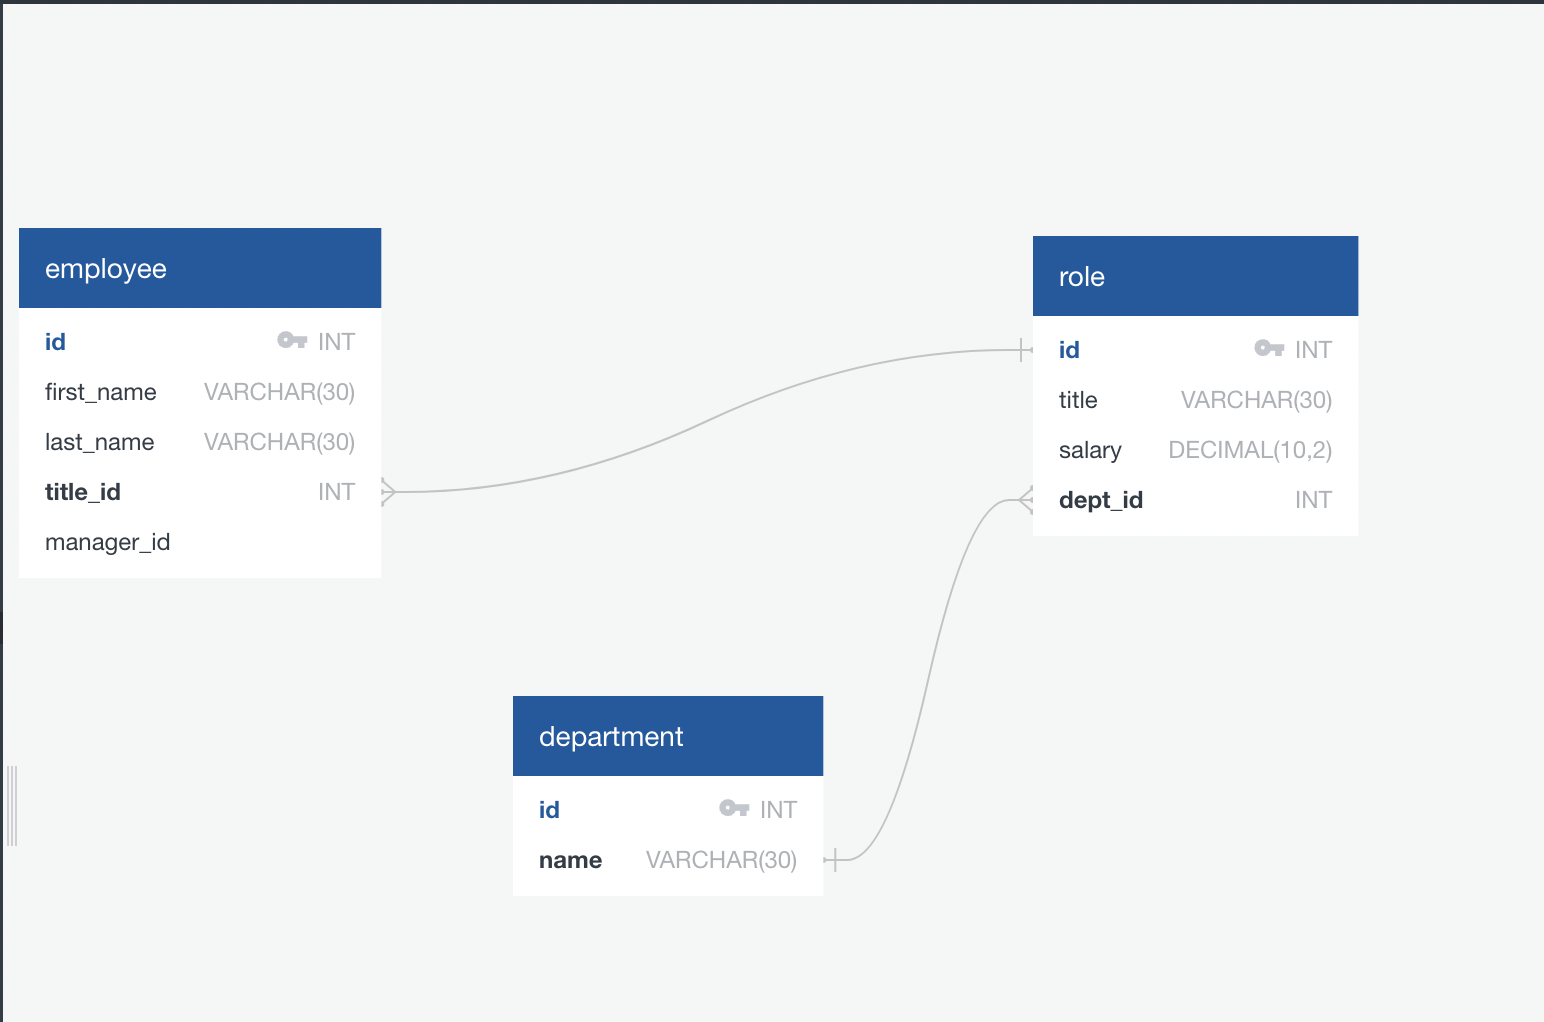 employee
id INT
first_name VARCHAR(30)
last_name VARCHAR(30)
title_id INT
manager_id
role
id INT
title VARCHAR(30)
salary DECIMAL(10,2)
dept_id INT
department
id INT
name VARCHAR(30)